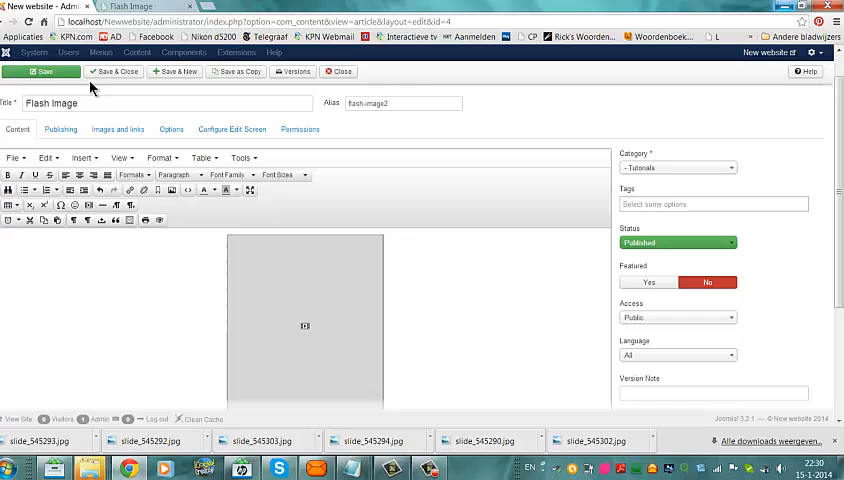 New website - Admin × Flash Image ×
localhost/Newwebsite/administrator/index.php?option=com_content&view=article&layout=edit&id=4
Applicaties KPN.com AD Facebook Nikon d5200 Telegraaf KPN Webmail Interactieve tv Aanmelden CP Rick's Woorden... Woordenboek... L » Andere bladwijzers
System Users Menus Content Components Extensions Help New website
Save Save & Close Save & New Save as Copy Versions Close Help
Title * Flash Image Alias flash-image2
Content Publishing Images and links Options Configure Edit Screen Permissions
Category *
File Edit Insert View Format Table Tools
- Tutorials
B I U S Formats Paragraph Font Family Font Sizes
Tags
Select some options
Status
Published
Featured
Yes No
Access
Public
Language
All
Version Note
View Site 0 Visitors 1 Admin Log out Clean Cache Joomla! 3.2.1 — © New website 2014
slide_545293.jpg slide_545292.jpg slide_545303.jpg slide_545294.jpg slide_545290.jpg slide_545302.jpg Alle downloads weergeven...
EN 22:30
15-1-2014